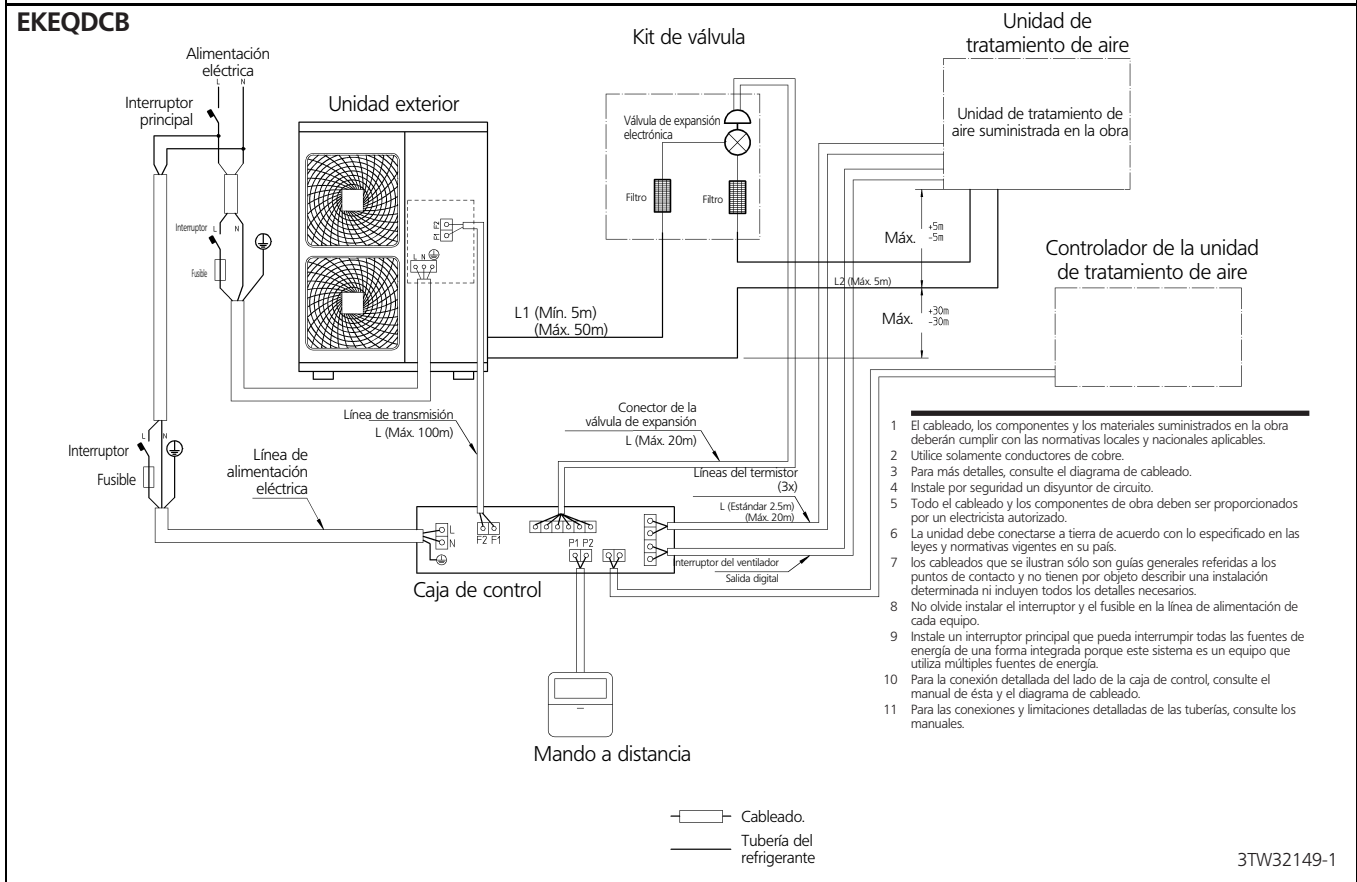 EKEQDCB
Alimentación
eléctrica
L N
Interruptor
principal
Unidad exterior
Kit de válvula
Unidad de
tratamiento de aire
Válvula de expansión
electrónica
Filtro
Filtro
Unidad de tratamiento de
aire suministrada en la obra
Interruptor
L N
Fusible
F1 F2
L N
Máx. +5m
-5m
Controlador de la unidad
de tratamiento de aire
L2 (Máx. 5m)
Máx. +30m
-30m
L1 (Mín. 5m)
(Máx. 50m)
Línea de transmisión
L (Máx. 100m)
Conector de la
válvula de expansión
L (Máx. 20m)
Líneas del termistor
(3x)
L (Estándar 2.5m)
(Máx. 20m)
Interruptor
L N
Fusible
Línea de
alimentación
eléctrica
L
N
F2 F1
P1 P2
Interruptor del ventilador
Salida digital
Caja de control
Mando a distancia
1 El cableado, los componentes y los materiales suministrados en la obra
deberán cumplir con las normativas locales y nacionales aplicables.
2 Utilice solamente conductores de cobre.
3 Para más detalles, consulte el diagrama de cableado.
4 Instale por seguridad un disyuntor de circuito.
5 Todo el cableado y los componentes de obra deben ser proporcionados
por un electricista autorizado.
6 La unidad debe conectarse a tierra de acuerdo con lo especificado en las
leyes y normativas vigentes en su país.
7 los cableados que se ilustran sólo son guías generales referidas a los
puntos de contacto y no tienen por objeto describir una instalación
determinada ni incluyen todos los detalles necesarios.
8 No olvide instalar el interruptor y el fusible en la línea de alimentación de
cada equipo.
9 Instale un interruptor principal que pueda interrumpir todas las fuentes de
energía de una forma integrada porque este sistema es un equipo que
utiliza múltiples fuentes de energía.
10 Para la conexión detallada del lado de la caja de control, consulte el
manual de ésta y el diagrama de cableado.
11 Para las conexiones y limitaciones detalladas de las tuberías, consulte los
manuales.
Cableado.
Tubería del
refrigerante
3TW32149-1